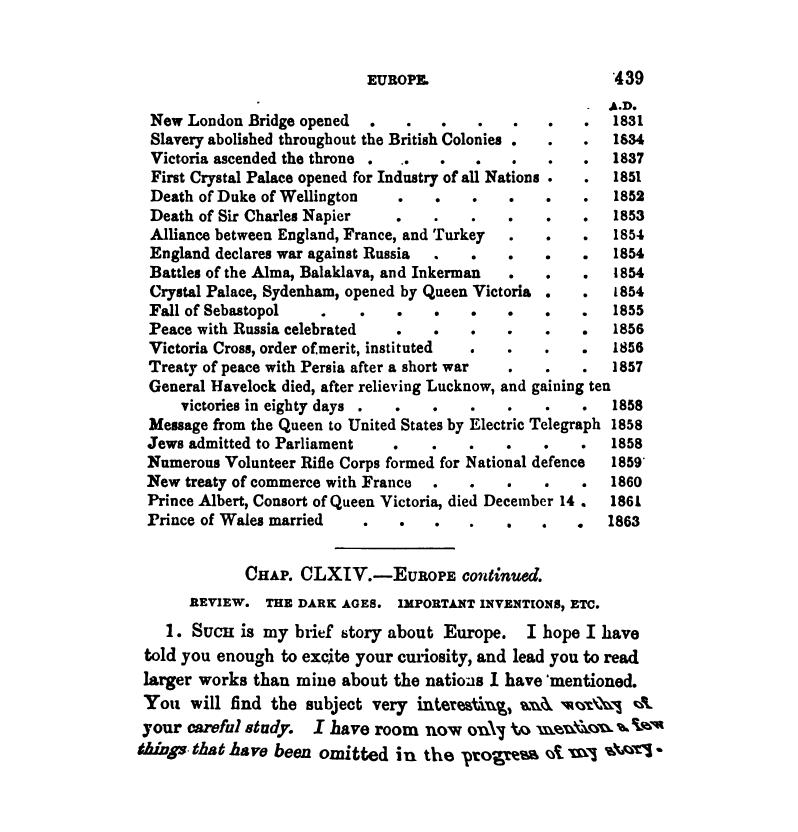 EUROPE. 439
A.D.
New London Bridge opened . . . . . . . 1831
Slavery abolished throughout the British Colonies . . . 1834
Victoria ascended the throne . . . . . . . 1837
First Crystal Palace opened for Industry of all Nations . . 1851
Death of Duke of Wellington . . . . . . 1852
Death of Sir Charles Napier . . . . . . 1853
Alliance between England, France, and Turkey . . . 1854
England declares war against Russia . . . . . 1854
Battles of the Alma, Balaklava, and Inkerman . . . 1854
Crystal Palace, Sydenham, opened by Queen Victoria . . 1854
Fall of Sebastopol . . . . . . . . 1855
Peace with Russia celebrated . . . . . . 1856
Victoria Cross, order of merit, instituted . . . . 1856
Treaty of peace with Persia after a short war . . . 1857
General Havelock died, after relieving Lucknow, and gaining ten
victories in eighty days . . . . . . . 1858
Message from the Queen to United States by Electric Telegraph 1858
Jews admitted to Parliament . . . . . . 1858
Numerous Volunteer Rifle Corps formed for National defence 1859
New treaty of commerce with France . . . . . 1860
Prince Albert, Consort of Queen Victoria, died December 14 . 1861
Prince of Wales married . . . . . . . 1863
CHAP. CLXIV.—EUROPE continued.
REVIEW. THE DARK AGES. IMPORTANT INVENTIONS, ETC.
1. SUCH is my brief story about Europe. I hope I have
told you enough to excite your curiosity, and lead you to read
larger works than mine about the nations I have mentioned.
You will find the subject very interesting, and worthy of
your careful study. I have room now only to mention a few
things that have been omitted in the progress of my story.